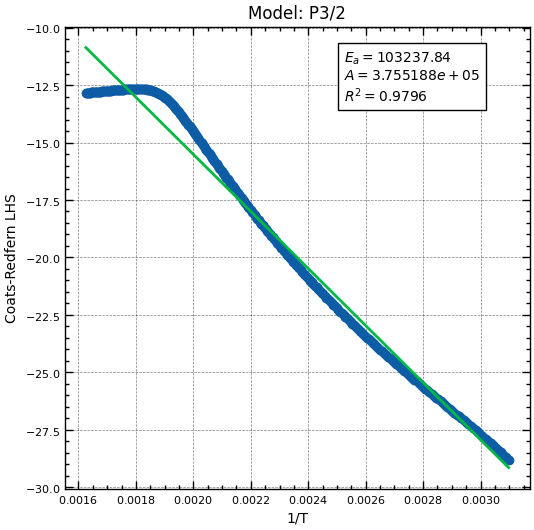 Model: P3/2
−10.0
−12.5
−15.0
−17.5
−20.0
−22.5
−25.0
−27.5
−30.0
Coats-Redfern LHS
E_a = 103237.84
A = 3.755188e + 05
R² = 0.9796
0.0016 0.0018 0.0020 0.0022 0.0024 0.0026 0.0028 0.0030
1/T